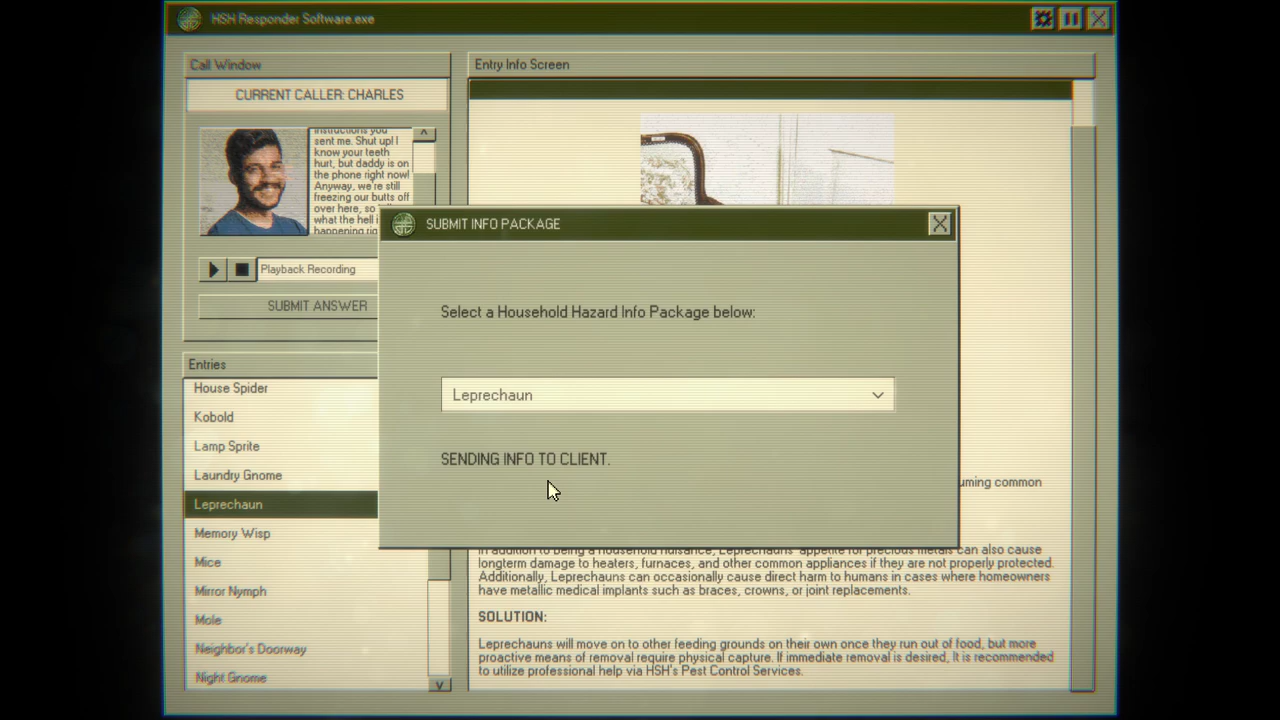 HSH Responder Software.exe
Call Window
CURRENT CALLER: CHARLES
instructions you
sent me. Shut up! I
know your teeth
hurt, but daddy is on
the phone right now!
Anyway, we're still
freezing our butts off
over here, so
what the hell i
happening rig
Playback Recording
SUBMIT ANSWER
Entries
House Spider
Kobold
Lamp Sprite
Laundry Gnome
Leprechaun
Memory Wisp
Mice
Mirror Nymph
Mole
Neighbor's Doorway
Night Gnome
Entry Info Screen
SUBMIT INFO PACKAGE
Select a Household Hazard Info Package below:
Leprechaun
SENDING INFO TO CLIENT.
uming common
In addition to being a household nuisance, Leprechauns' appetite for precious metals can also cause
longterm damage to heaters, furnaces, and other common appliances if they are not properly protected.
Additionally, Leprechauns can occasionally cause direct harm to humans in cases where homeowners
have metallic medical implants such as braces, crowns, or joint replacements.
SOLUTION:
Leprechauns will move on to other feeding grounds on their own once they run out of food, but more
proactive means of removal require physical capture. If immediate removal is desired, It is recommended
to utilize professional help via HSH's Pest Control Services.